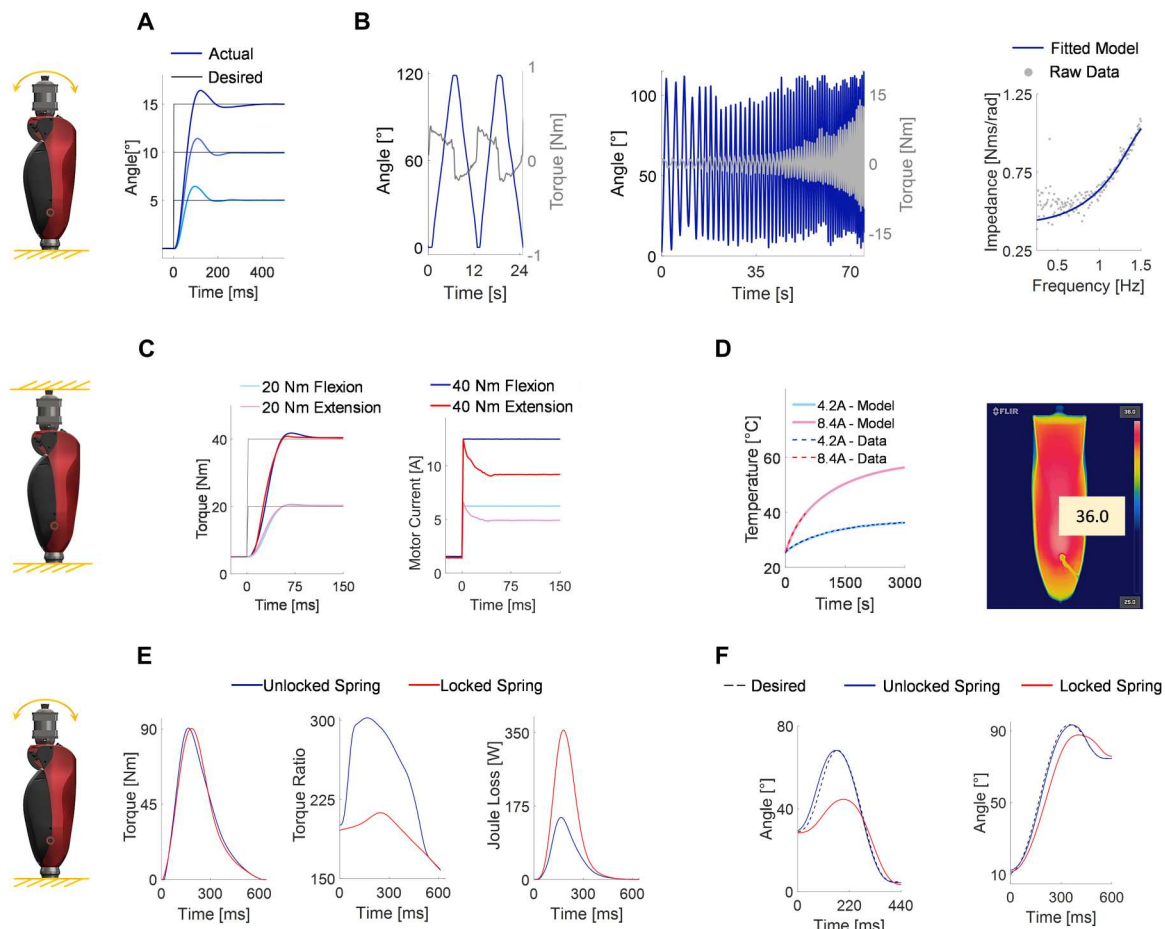 A
Actual
Desired
Angle[°]
15
10
5
0
200
400
Time [ms]
B
120
60
0
Angle [°]
1
0
-1
Torque [Nm]
0
12
24
Time [s]
100
50
0
Angle [°]
15
0
-15
Torque [Nm]
0
35
70
Time [s]
Fitted Model
Raw Data
Impedance [Nms/rad]
1.25
0.75
0.25
0.5
1
1.5
Frequency [Hz]
C
20 Nm Flexion
20 Nm Extension
Torque [Nm]
40
20
0
0
75
150
Time [ms]
40 Nm Flexion
40 Nm Extension
Motor Current [A]
10
5
0
0
75
150
Time [ms]
D
4.2A - Model
8.4A - Model
4.2A - Data
8.4A - Data
Temperature [°C]
60
40
20
0
1500
3000
Time [s]
FLIR
36.0
E
Unlocked Spring
Locked Spring
Torque [Nm]
90
45
0
0
300
600
Time [ms]
Torque Ratio
300
225
150
0
300
600
Time [ms]
Joule Loss [W]
350
175
0
0
300
600
Time [ms]
F
Desired
Unlocked Spring
Locked Spring
Angle [°]
80
40
0
0
220
440
Time [ms]
Angle [°]
90
50
10
0
300
600
Time [ms]